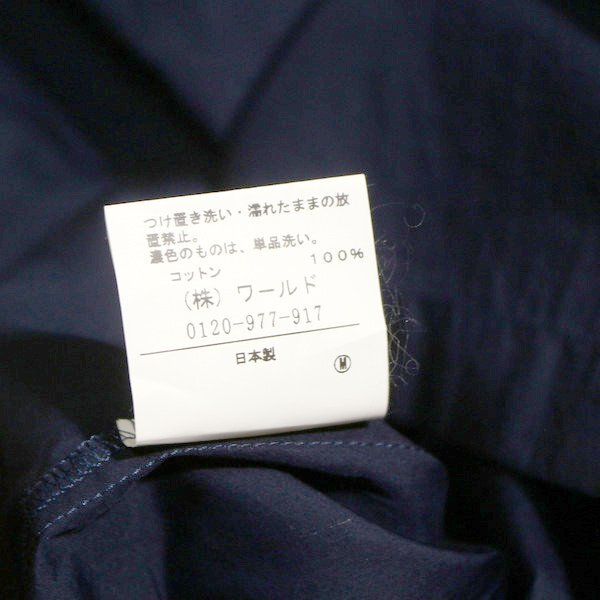 つけ置き洗い・濡れたままの放
置禁止。
濃色のものは、単品洗い。
コットン 100%
(株)ワールド
0120-977-917
日本製
M